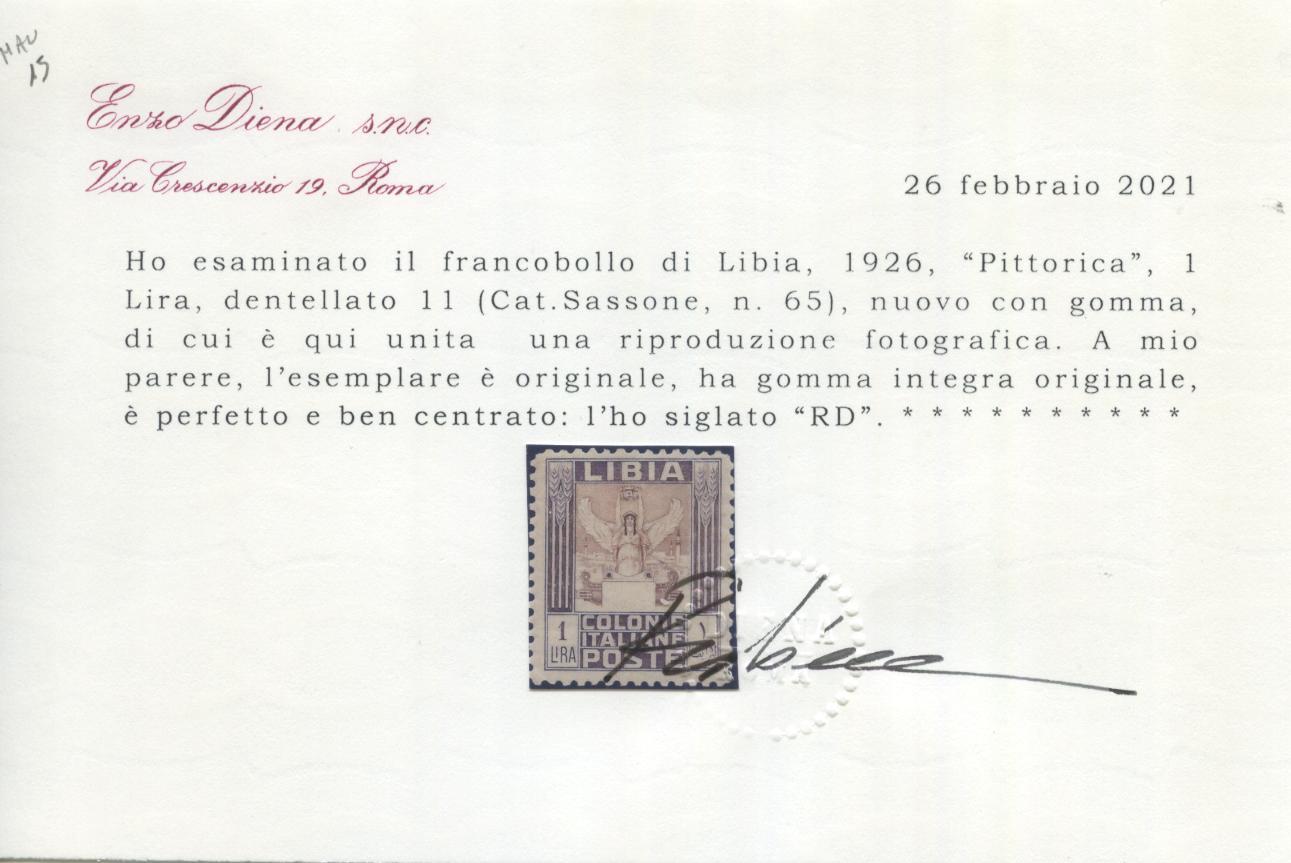 MAU
15
Enzo Diena s.n.c.
Via Crescenzio 19, Roma
26 febbraio 2021
Ho esaminato il francobollo di Libia, 1926, “Pittorica”, 1
Lira, dentellato 11 (Cat.Sassone, n. 65), nuovo con gomma,
di cui è qui unita una riproduzione fotografica. A mio
parere, l’esemplare è originale, ha gomma integra originale,
è perfetto e ben centrato: l’ho siglato “RD”. * * * * * * * * * *
LIBIA
1
LIRA
COLONIE
ITALIANE
POSTE